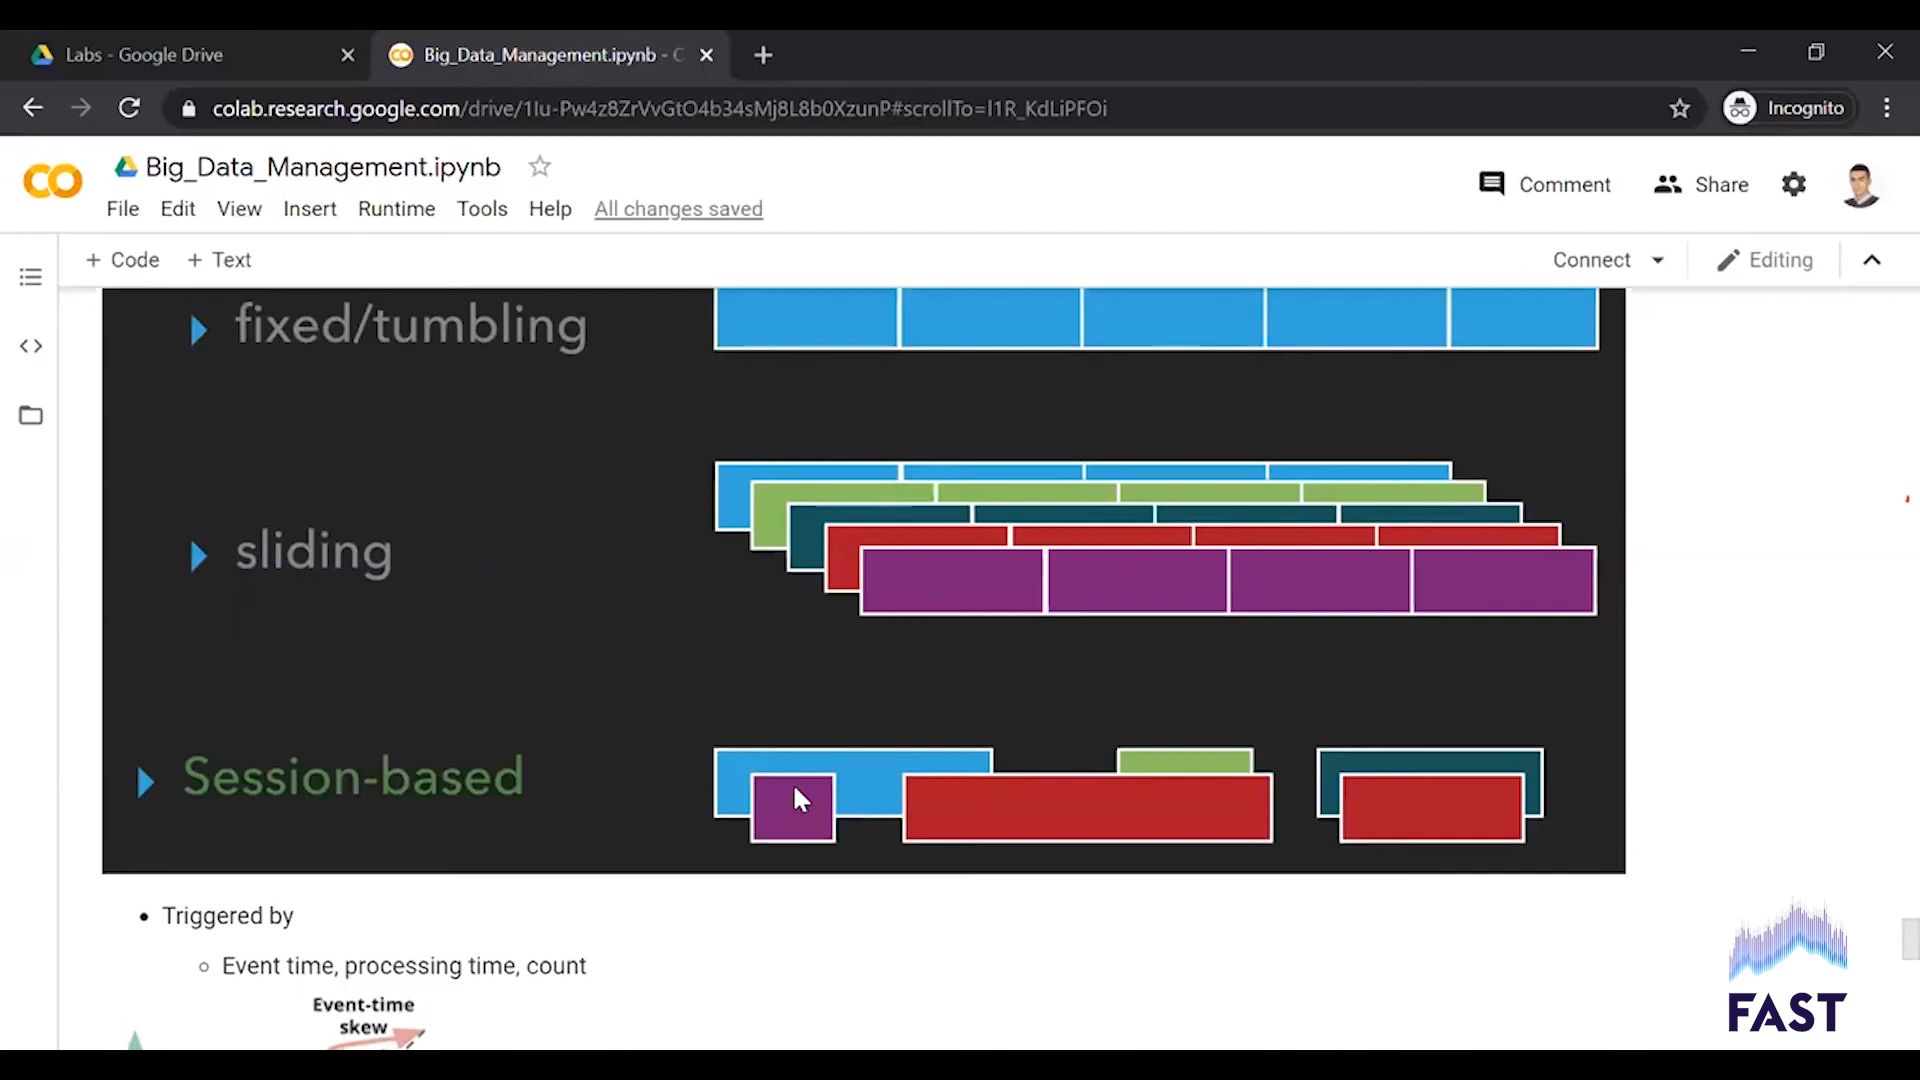 Labs - Google Drive
Big_Data_Management.ipynb - C
colab.research.google.com/drive/1Iu-Pw4z8ZrVvGtO4b34sMj8L8b0XzunP#scrollTo=l1R_KdLiPFOi
Incognito
CO
Big_Data_Management.ipynb
Comment
Share
File Edit View Insert Runtime Tools Help All changes saved
+ Code + Text
Connect
Editing
fixed/tumbling
sliding
Session-based
Triggered by
Event time, processing time, count
Event-time
skew
FAST